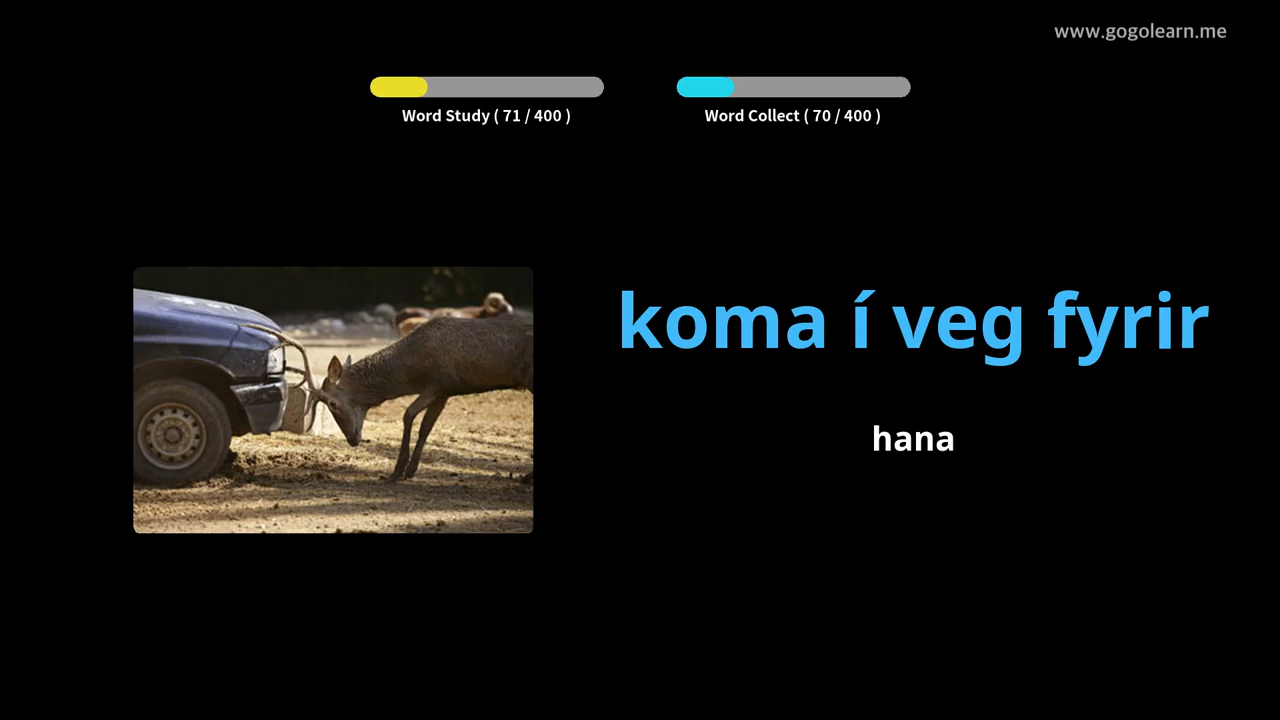 www.gogolearn.me
Word Study ( 71 / 400 )
Word Collect ( 70 / 400 )
koma í veg fyrir
hana